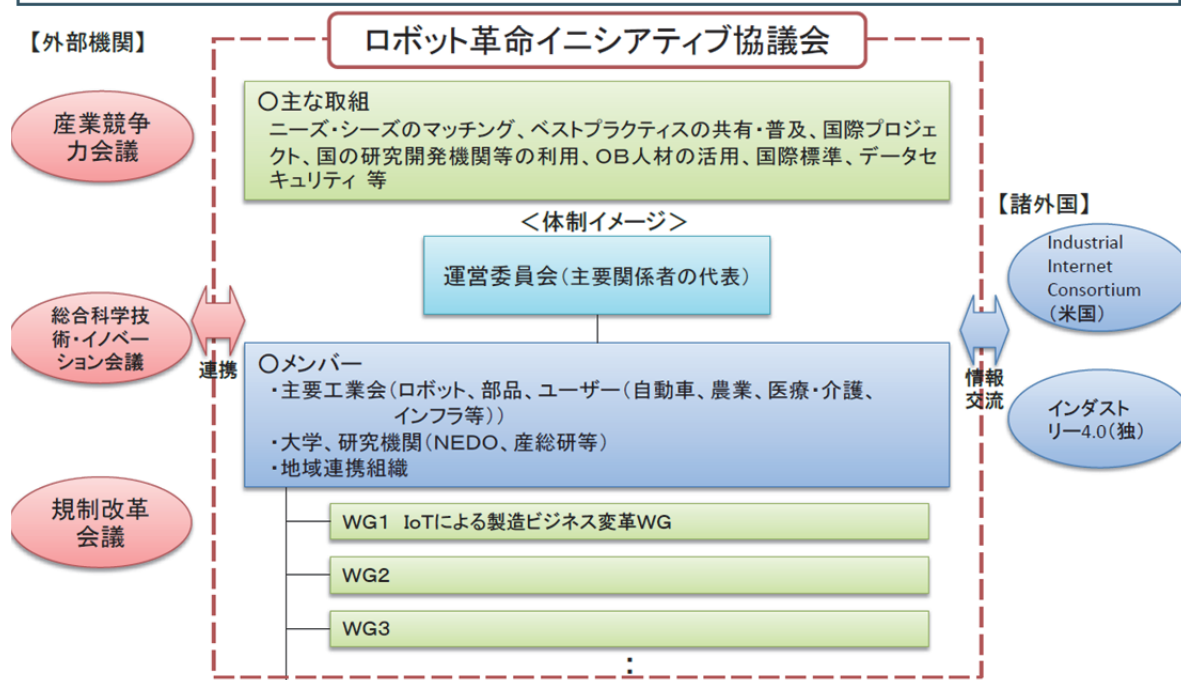 ロボット革命イニシアティブ協議会
【外部機関】
産業競争
力会議
総合科学技
術・イノベー
ション会議
規制改革
会議
連携
〇主な取組
ニーズ・シーズのマッチング、ベストプラクティスの共有・普及、国際プロジェ
クト、国の研究開発機関等の利用、OB人材の活用、国際標準、データセ
キュリティ 等
＜体制イメージ＞
運営委員会（主要関係者の代表）
〇メンバー
・主要工業会（ロボット、部品、ユーザー（自動車、農業、医療・介護、
インフラ等））
・大学、研究機関（NEDO、産総研等）
・地域連携組織
WG1 IoTによる製造ビジネス変革WG
WG2
WG3
：
情報
交流
【諸外国】
Industrial
Internet
Consortium
（米国）
インダスト
リー4.0（独）